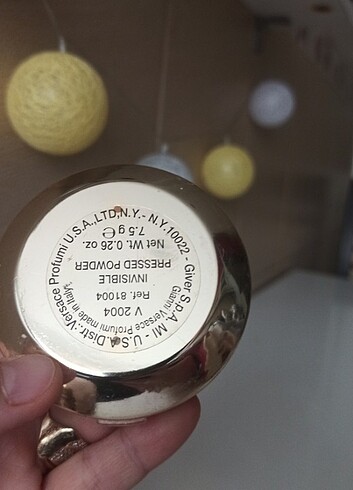 V 2004
Ref. 81004
INVISIBLE
PRESSED POWDER
Net Wt. 0.26 oz.
7.5 g ℮
Gianni Versace Profumi made in Italy
Giver S.p.A. MI - U.S.A.Distr.:Versace Profumi U.S.A.,LTD,N.Y.- N.Y.10022 -